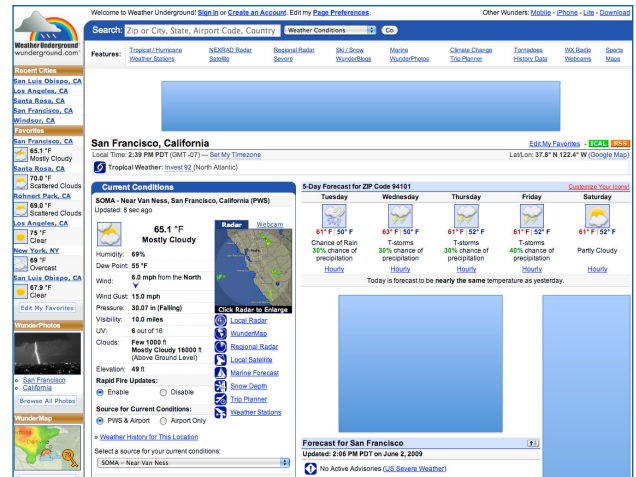 Welcome to Weather Underground! Sign In or Create an Account. Edit my Page Preferences.
Other Wunders: Mobile - iPhone - Lite - Download
Weather Underground
wunderground.com
Search: Zip or City, State, Airport Code, Country
Weather Conditions
Go
Features:
Tropical / Hurricane
NEXRAD Radar
Regional Radar
Ski / Snow
Marine
Climate Change
Tornadoes
WX Radio
Sports
Weather Stations
Satellite
Severe
WunderBlogs
WunderPhotos
Trip Planner
History Data
Webcams
Maps
Recent Cities
San Luis Obispo, CA
Los Angeles, CA
Santa Rosa, CA
San Francisco, CA
Windsor, CA
Favorites
San Francisco, CA
65.1 °F
Mostly Cloudy
Santa Rosa, CA
70.0 °F
Scattered Clouds
Rohnert Park, CA
69.0 °F
Scattered Clouds
Los Angeles, CA
75 °F
Clear
New York, NY
69 °F
Overcast
San Luis Obispo, CA
67.9 °F
Clear
Edit My Favorites
WunderPhotos
San Francisco
California
Browse All Photos
WunderMap
79
San Francisco, California
Edit My Favorites - ICAL RSS
Local Time: 2:39 PM PDT (GMT -07) — Set My Timezone
Lat/Lon: 37.8° N 122.4° W (Google Map)
Tropical Weather: Invest 92 (North Atlantic)
Current Conditions
SOMA - Near Van Ness, San Francisco, California (PWS)
Updated: 6 sec ago
65.1 °F
Mostly Cloudy
Humidity: 69%
Dew Point: 55 °F
Wind: 6.0 mph from the North
Wind Gust: 15.0 mph
Pressure: 30.07 in (Falling)
Visibility: 10.0 miles
UV: 6 out of 16
Clouds: Few 1000 ft
Mostly Cloudy 16000 ft
(Above Ground Level)
Elevation: 49 ft
Rapid Fire Updates:
Enable
Disable
Source for Current Conditions:
PWS & Airport
Airport Only
» Weather History for This Location
Select a source for your current conditions:
SOMA - Near Van Ness
Radar
Webcam
Click Radar to Enlarge
Local Radar
WunderMap
Regional Radar
Local Satellite
Marine Forecast
Snow Depth
Trip Planner
Weather Stations
5-Day Forecast for ZIP Code 94101
Customize Your Icons!
Tuesday
Wednesday
Thursday
Friday
Saturday
61° F | 50° F
63° F | 50° F
61° F | 52° F
61° F | 52° F
61° F | 52° F
Chance of Rain
30% chance of precipitation
T-storms
30% chance of precipitation
T-storms
30% chance of precipitation
T-storms
40% chance of precipitation
Partly Cloudy
Hourly
Hourly
Hourly
Hourly
Hourly
Today is forecast to be nearly the same temperature as yesterday.
Forecast for San Francisco
Updated: 2:06 PM PDT on June 2, 2009
No Active Advisories (US Severe Weather)